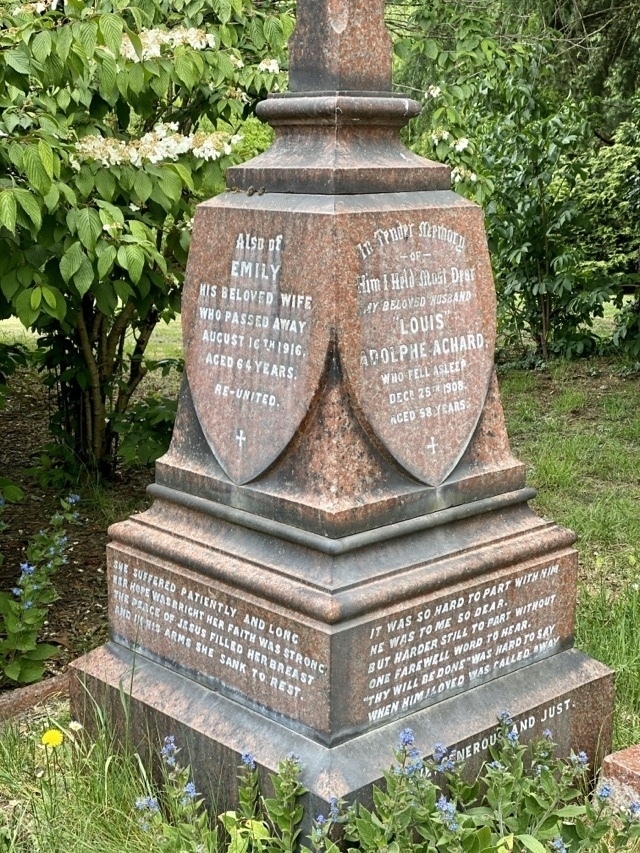 Also of
EMILY
HIS BELOVED WIFE
WHO PASSED AWAY
AUGUST 16TH 1916,
AGED 64 YEARS.
RE-UNITED.
In Tender Memory
- OF -
Him I Held Most Dear
MY BELOVED HUSBAND
"LOUIS"
ADOLPHE ACHARD,
WHO FELL ASLEEP
DECR 25TH 1908,
AGED 58 YEARS.
SHE SUFFERED PATIENTLY AND LONG
HER HOPE WAS BRIGHT HER FAITH WAS STRONG
THE PEACE OF JESUS FILLED HER BREAST
AND IN HIS ARMS SHE SANK TO REST.
IT WAS SO HARD TO PART WITH HIM
HE WAS TO ME SO DEAR,
BUT HARDER STILL TO PART WITHOUT
ONE FAREWELL WORD TO HEAR.
"THY WILL BE DONE" WAS HARD TO SAY
WHEN HIM I LOVED WAS CALLED AWAY.
GENEROUS AND JUST.